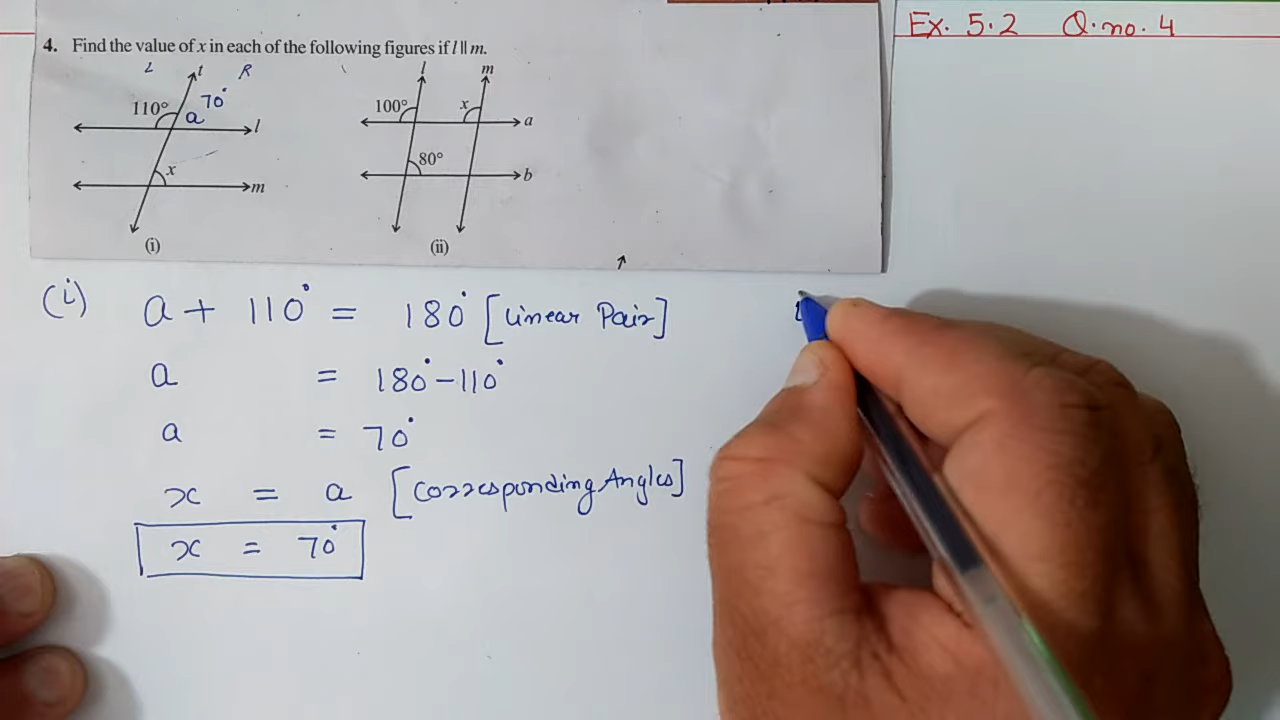 Ex. 5.2 Q.no. 4
4. Find the value of x in each of the following figures if l || m.
L t R
110° 70°
a l
x
m
(i)
l m
100° x
a
80°
b
(ii)
(i) a + 110° = 180° [Linear Pair]
a = 180° - 110°
a = 70°
x = a [Corresponding Angles]
x = 70°